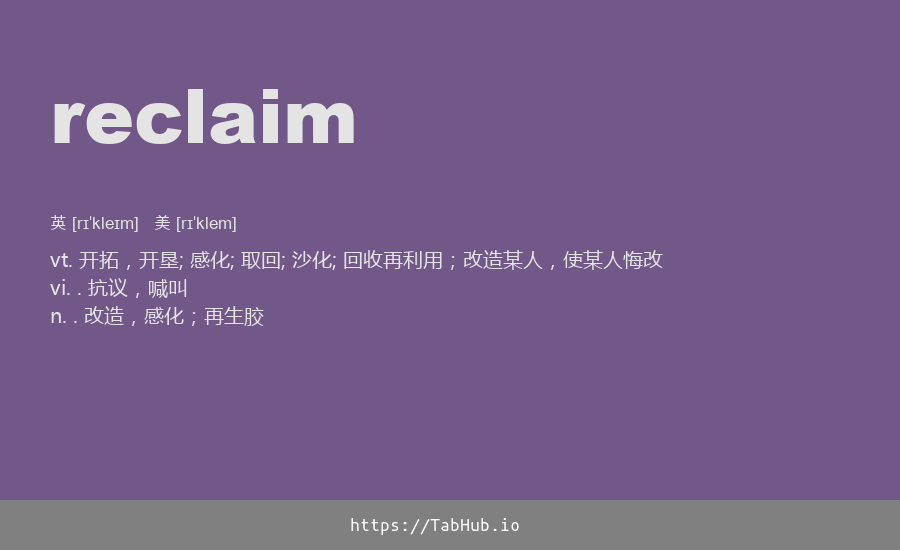 reclaim
英 [rɪˈkleɪm] 美 [rɪˈklem]
vt. 开拓，开垦; 感化; 取回; 沙化; 回收再利用；改造某人，使某人悔改
vi. . 抗议，喊叫
n. . 改造，感化；再生胶
https://TabHub.io